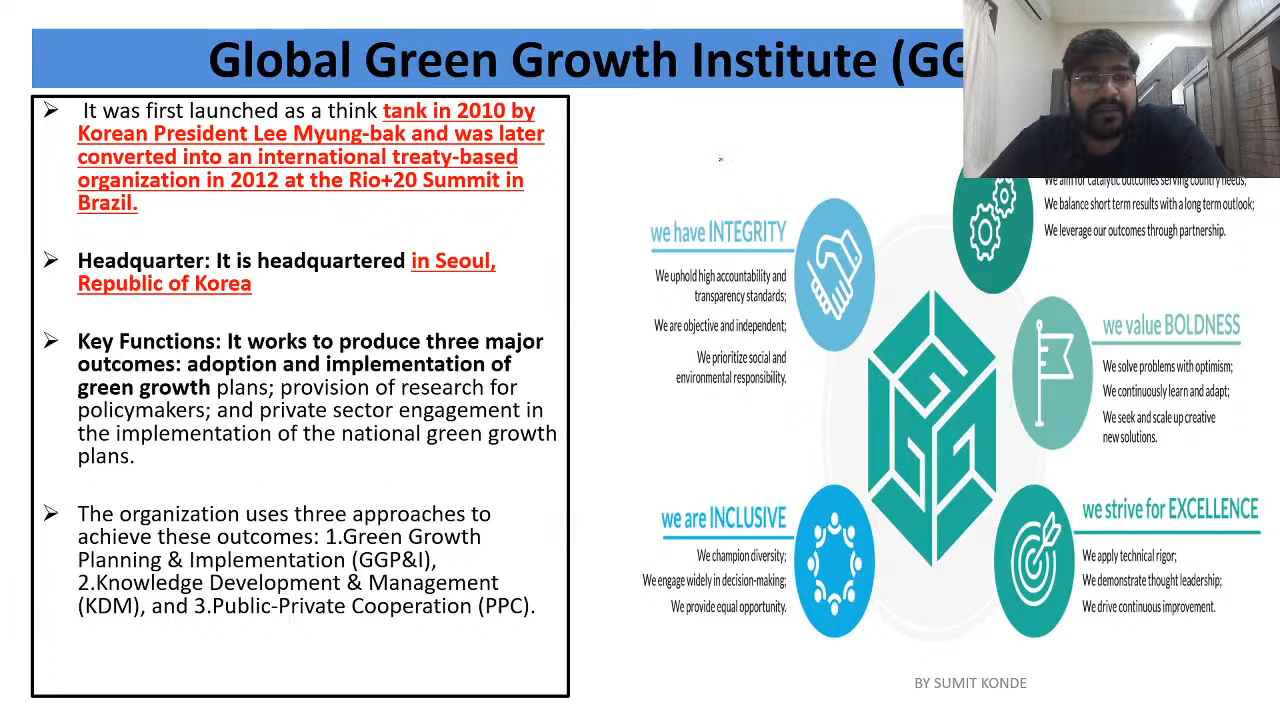 Global Green Growth Institute (GG
➢ It was first launched as a think tank in 2010 by
Korean President Lee Myung-bak and was later
converted into an international treaty-based
organization in 2012 at the Rio+20 Summit in
Brazil.
➢ Headquarter: It is headquartered in Seoul,
Republic of Korea
➢ Key Functions: It works to produce three major
outcomes: adoption and implementation of
green growth plans; provision of research for
policymakers; and private sector engagement in
the implementation of the national green growth
plans.
➢ The organization uses three approaches to
achieve these outcomes: 1.Green Growth
Planning & Implementation (GGP&I),
2.Knowledge Development & Management
(KDM), and 3.Public-Private Cooperation (PPC).
we have INTEGRITY
We uphold high accountability and
transparency standards;
We are objective and independent;
We prioritize social and
environmental responsibility.
we are INCLUSIVE
We champion diversity;
We engage widely in decision-making;
We provide equal opportunity.
We aim for catalytic outcomes serving country needs;
We balance short term results with a long term outlook;
We leverage our outcomes through partnership.
we value BOLDNESS
We solve problems with optimism;
We continuously learn and adapt;
We seek and scale up creative
new solutions.
we strive for EXCELLENCE
We apply technical rigor;
We demonstrate thought leadership;
We drive continuous improvement.
BY SUMIT KONDE